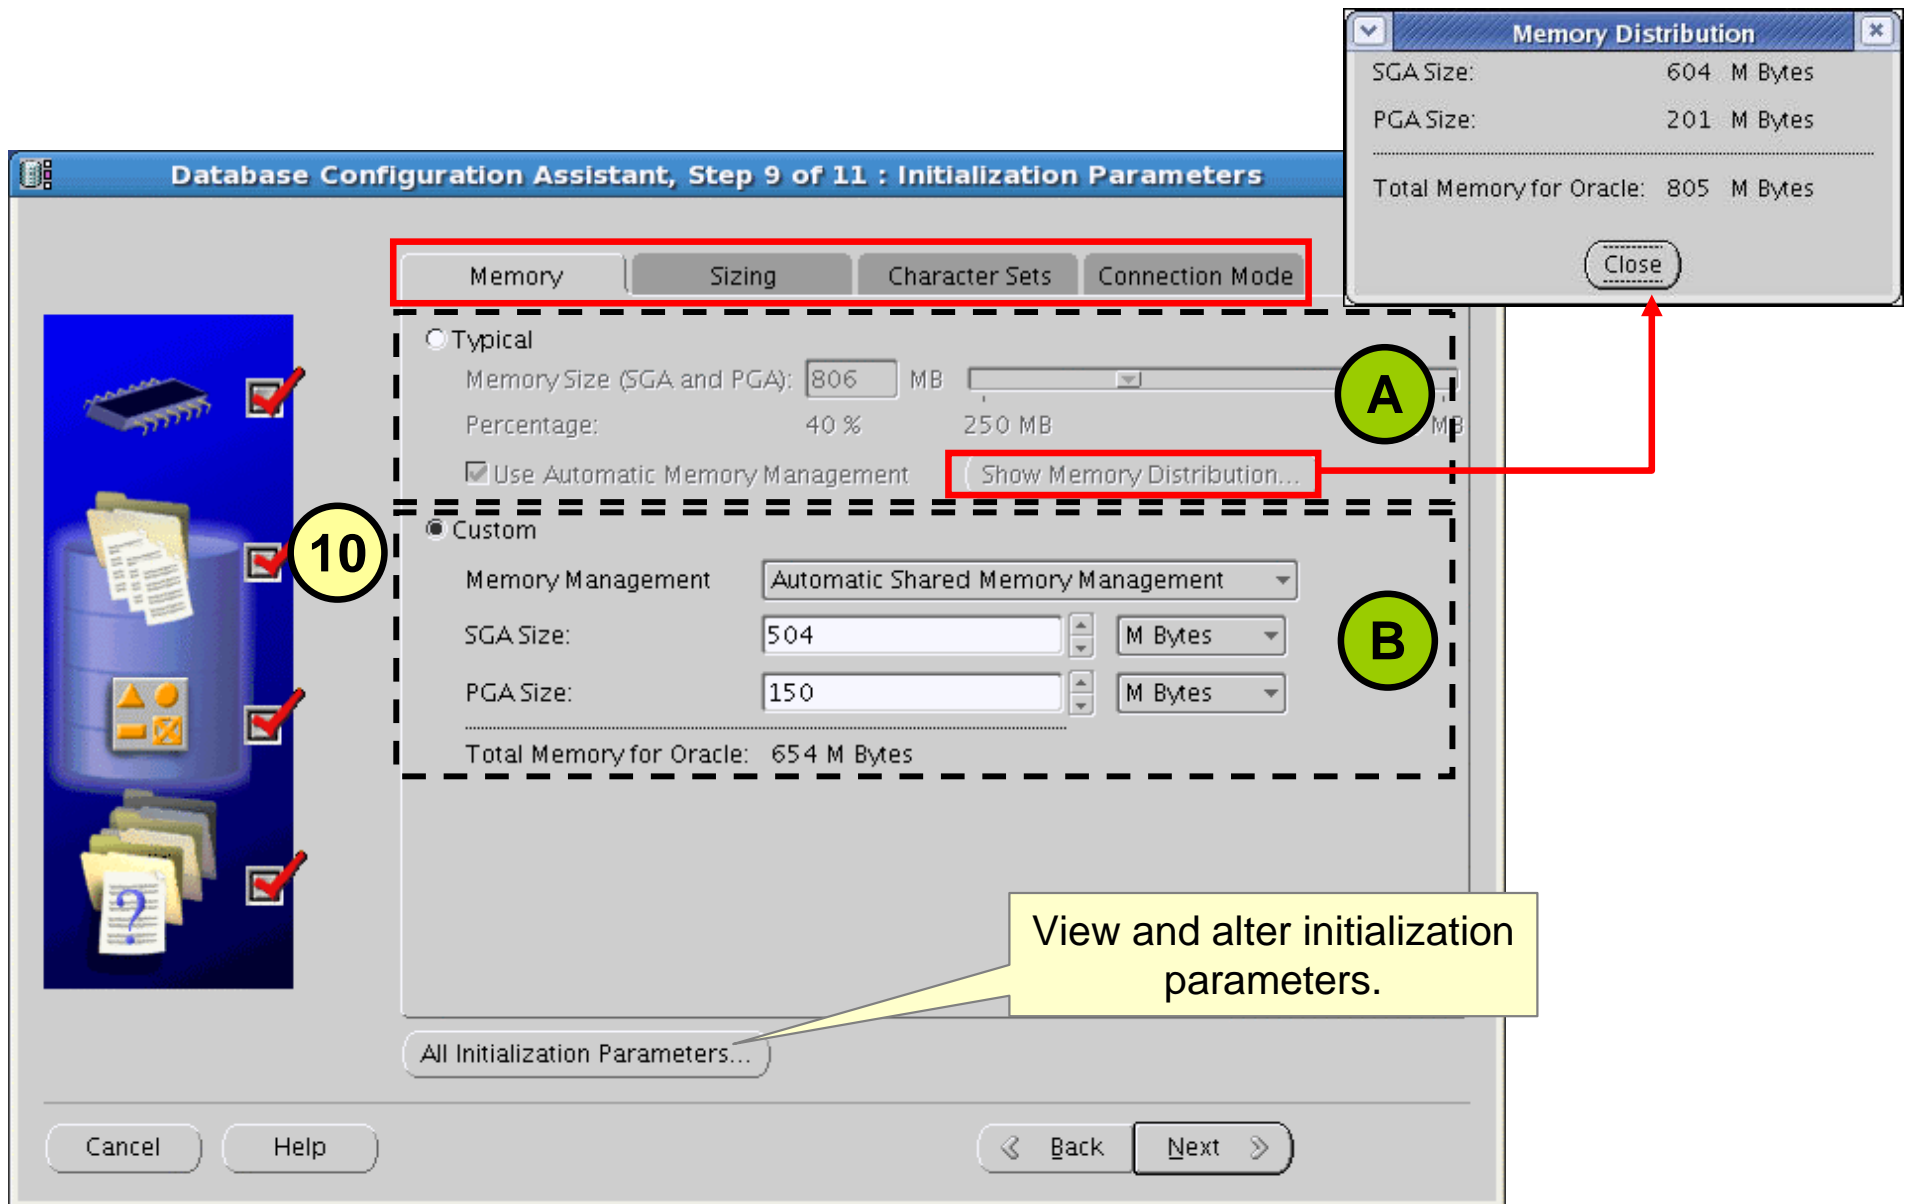 Memory Distribution
SGA Size: 604 M Bytes
PGA Size: 201 M Bytes
Total Memory for Oracle: 805 M Bytes
Close
Database Configuration Assistant, Step 9 of 11 : Initialization Parameters
Memory Sizing Character Sets Connection Mode
Typical
Memory Size (SGA and PGA): 806 MB
A
Percentage: 40 % 250 MB MB
Use Automatic Memory Management Show Memory Distribution...
10
Custom
Memory Management Automatic Shared Memory Management
SGA Size: 504 M Bytes
B
PGA Size: 150 M Bytes
Total Memory for Oracle: 654 M Bytes
?
View and alter initialization
parameters.
All Initialization Parameters...
Cancel Help Back Next